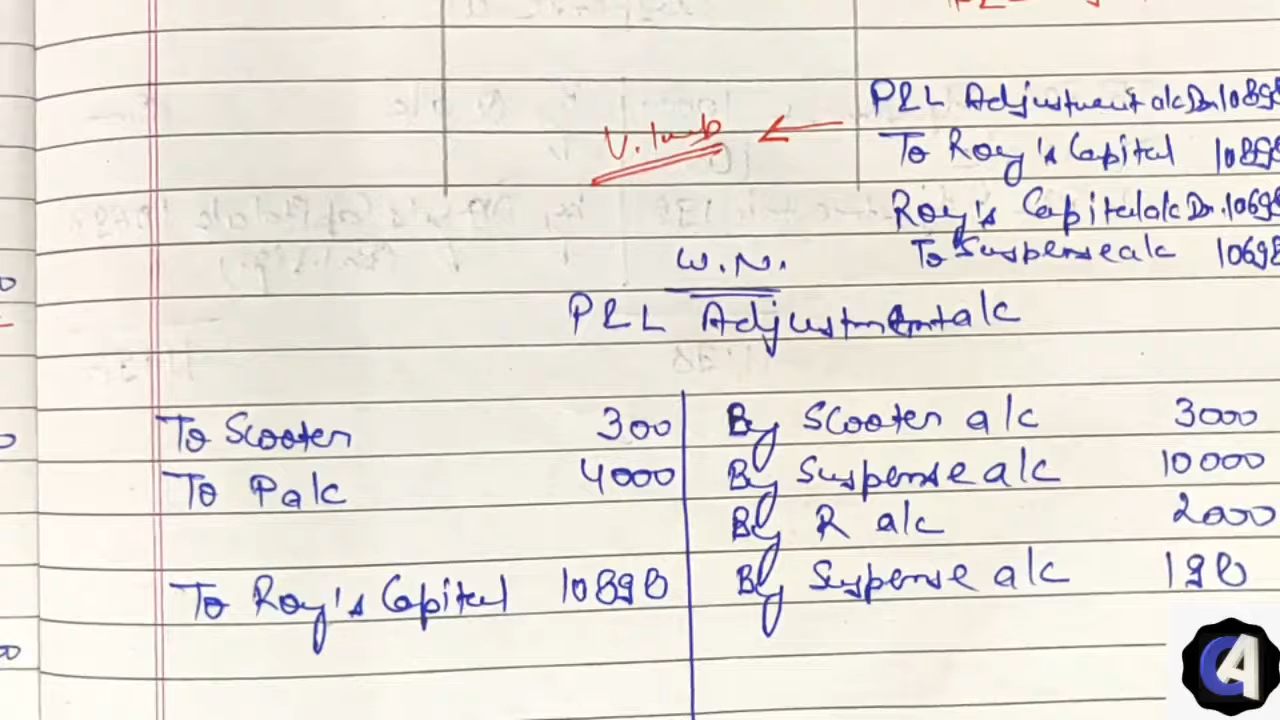 P&L Adjustment a/c Dr. 10898
V. Imp
To Roy's Capital 10898
Roy's Capital a/c Dr. 10698
To Suspense a/c 10698
W.N.
P&L Adjustment a/c
To Scooter 300 By Scooter a/c 3000
To P a/c 4000 By Suspense a/c 10000
By R a/c 2000
To Roy's Capital 10898 By Suspense a/c 198
CA